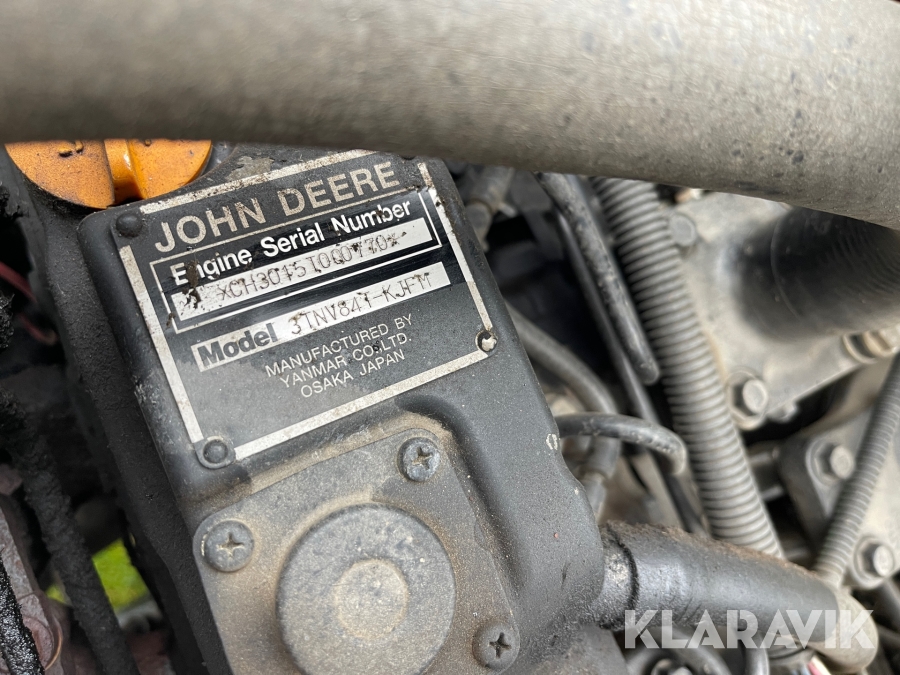 JOHN DEERE
Engine Serial Number
Model 3TNV84T-KJFM
MANUFACTURED BY
YANMAR CO.,LTD.
OSAKA JAPAN
KLARAVIK